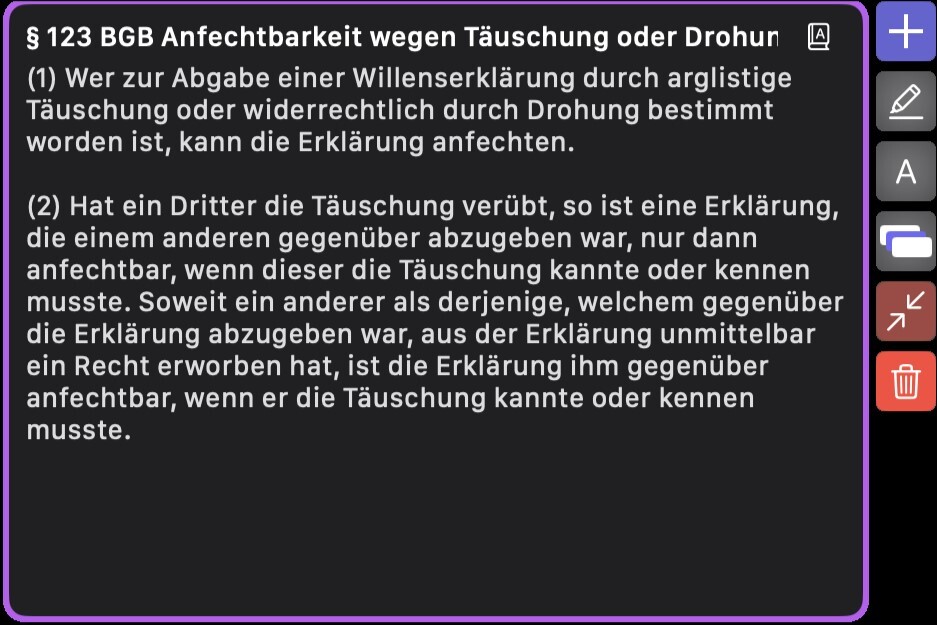 § 123 BGB Anfechtbarkeit wegen Täuschung oder Drohun
(1) Wer zur Abgabe einer Willenserklärung durch arglistige
Täuschung oder widerrechtlich durch Drohung bestimmt
worden ist, kann die Erklärung anfechten.
(2) Hat ein Dritter die Täuschung verübt, so ist eine Erklärung,
die einem anderen gegenüber abzugeben war, nur dann
anfechtbar, wenn dieser die Täuschung kannte oder kennen
musste. Soweit ein anderer als derjenige, welchem gegenüber
die Erklärung abzugeben war, aus der Erklärung unmittelbar
ein Recht erworben hat, ist die Erklärung ihm gegenüber
anfechtbar, wenn er die Täuschung kannte oder kennen
musste.
A
A